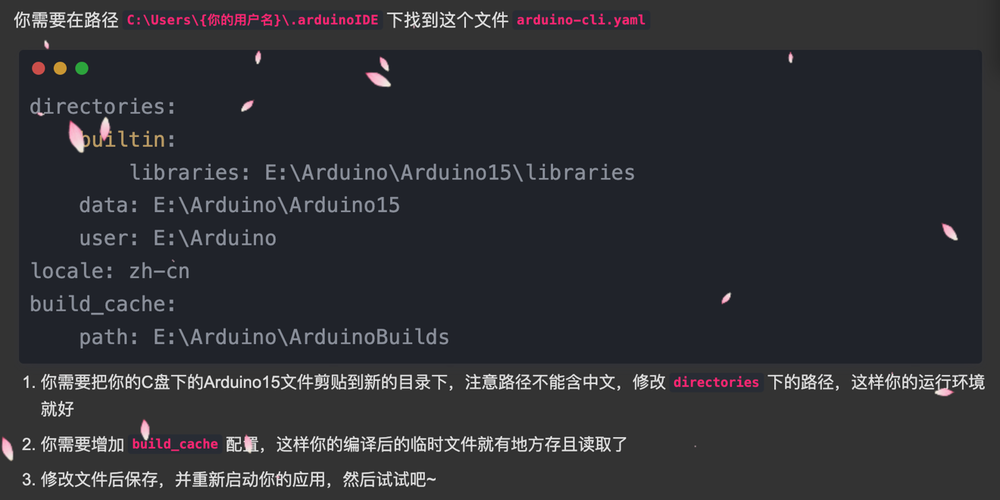 你需要在路径 C:\Users\{你的用户名}\.arduinoIDE 下找到这个文件 arduino-cli.yaml
directories:
    builtin:
        libraries: E:\Arduino\Arduino15\libraries
    data: E:\Arduino\Arduino15
    user: E:\Arduino
locale: zh-cn
build_cache:
    path: E:\Arduino\ArduinoBuilds
1. 你需要把你的C盘下的Arduino15文件剪贴到新的目录下，注意路径不能含中文，修改 directories 下的路径，这样你的运行环境
就好
2. 你需要增加 build_cache 配置，这样你的编译后的临时文件就有地方存且读取了
3. 修改文件后保存，并重新启动你的应用，然后试试吧~